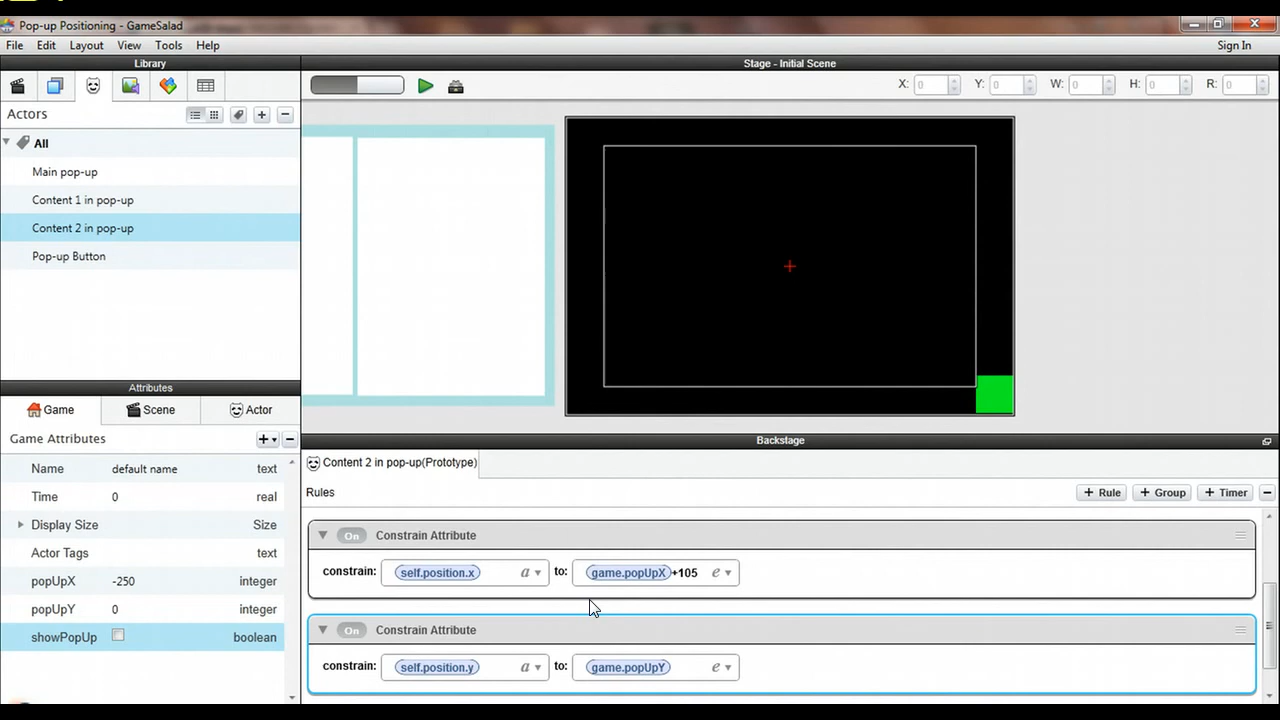 Pop-up Positioning - GameSalad
File Edit Layout View Tools Help Sign In
Library
Stage - Initial Scene
X: 0 Y: 0 W: 0 H: 0 R: 0
Actors
All
Main pop-up
Content 1 in pop-up
Content 2 in pop-up
Pop-up Button
Attributes
Game Scene Actor
Game Attributes
Name default name text
Time 0 real
Display Size Size
Actor Tags text
popUpX -250 integer
popUpY 0 integer
showPopUp boolean
Backstage
Content 2 in pop-up(Prototype)
Rules + Rule + Group + Timer
On Constrain Attribute
constrain: self.position.x a to: game.popUpX+105 e
On Constrain Attribute
constrain: self.position.y a to: game.popUpY e